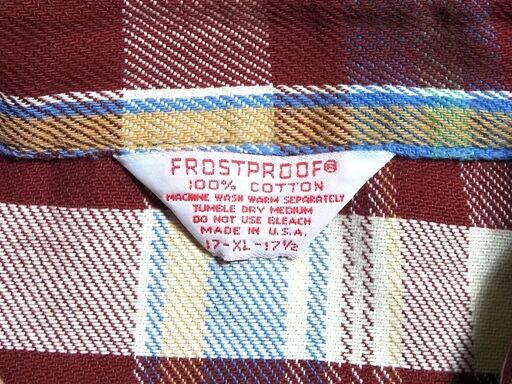 FROSTPROOF®
100% COTTON
MACHINE WASH WARM SEPARATELY
TUMBLE DRY MEDIUM
DO NOT USE BLEACH
MADE IN U.S.A.
17-XL-17½